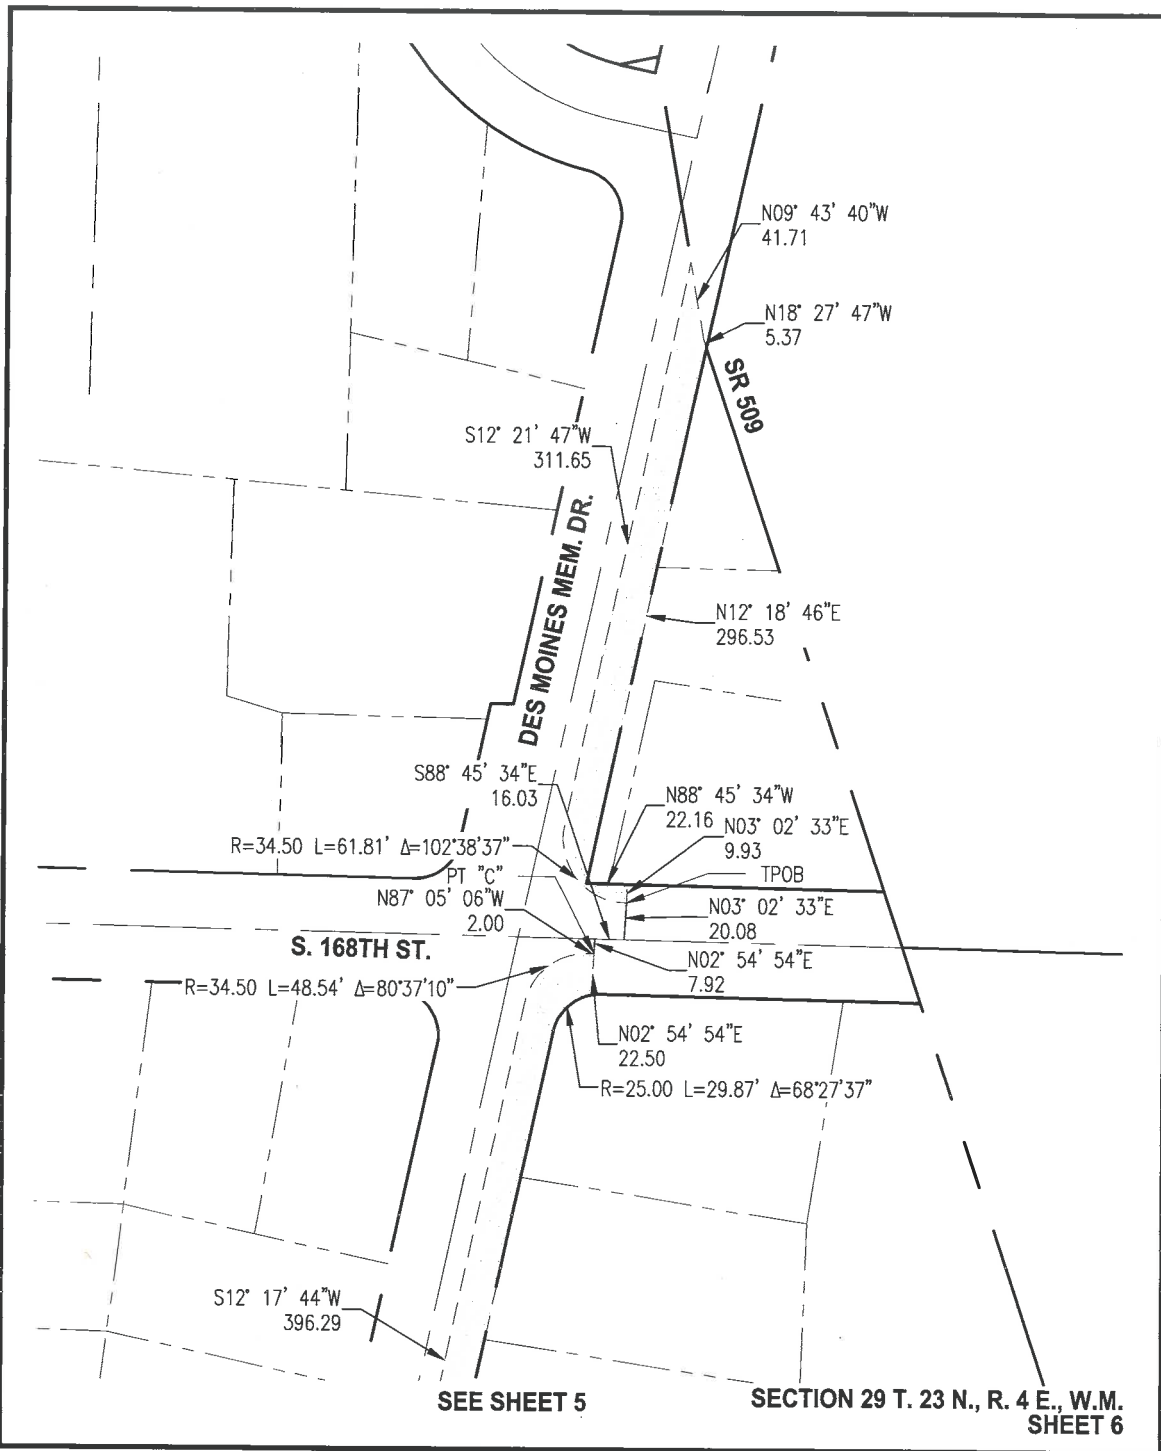 N09° 43' 40"W
41.71
N18° 27' 47"W
5.37
SR 509
S12° 21' 47"W
311.65
DES MOINES MEM. DR.
N12° 18' 46"E
296.53
S88° 45' 34"E
16.03
N88° 45' 34"W
22.16
N03° 02' 33"E
9.93
R=34.50 L=61.81' Δ=102°38'37"
PT "C"
TPOB
N87° 05' 06"W
2.00
N03° 02' 33"E
20.08
S. 168TH ST.
N02° 54' 54"E
7.92
R=34.50 L=48.54' Δ=80°37'10"
N02° 54' 54"E
22.50
R=25.00 L=29.87' Δ=68°27'37"
S12° 17' 44"W
396.29
SEE SHEET 5
SECTION 29 T. 23 N., R. 4 E., W.M.
SHEET 6